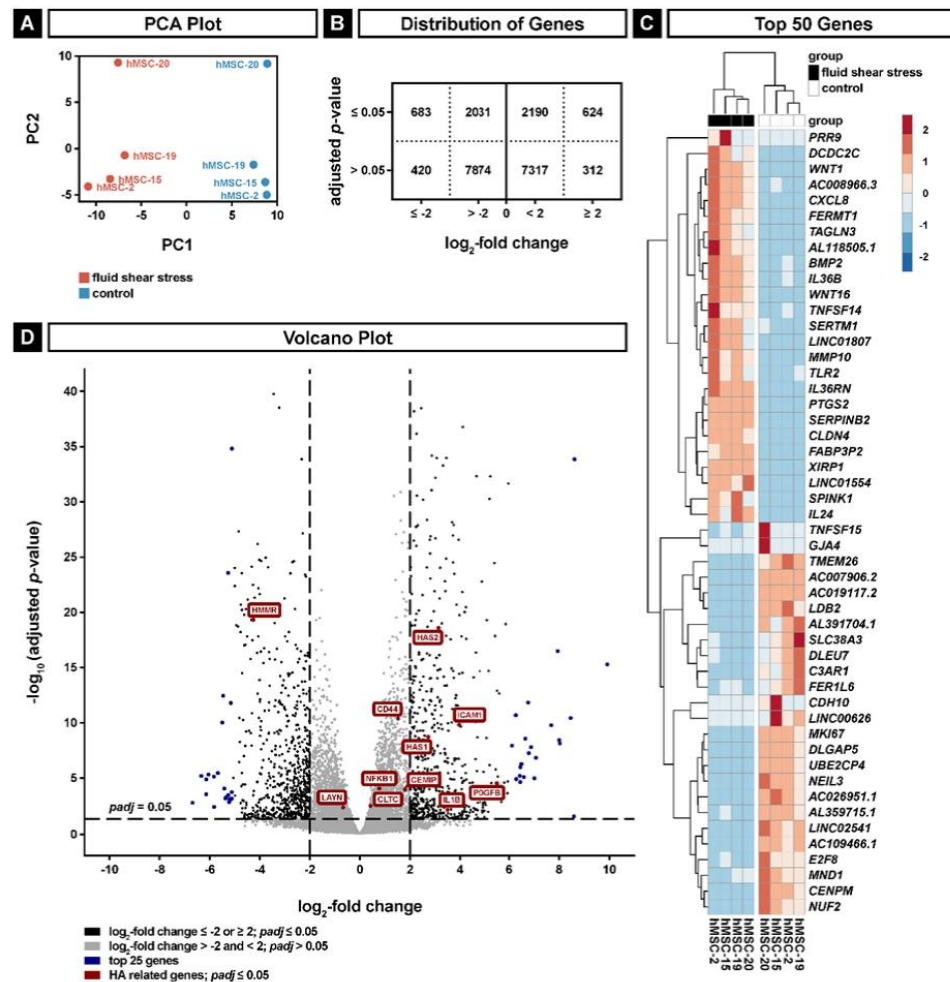 A PCA Plot
10
5
0
-5
-10
-5
0
5
10
PC2
PC1
hMSC-20
hMSC-20
hMSC-19
hMSC-19
hMSC-15
hMSC-15
hMSC-2
hMSC-2
fluid shear stress
control
B Distribution of Genes
adjusted p-value
≤ 0.05 683 2031 2190 624
> 0.05 420 7874 7317 312
≤ -2 > -2 0 < 2 ≥ 2
log2-fold change
C Top 50 Genes
group
fluid shear stress
control
group
2
1
0
-1
-2
PRR9
DCDC2C
WNT1
AC008966.3
CXCL8
FERMT1
TAGLN3
AL118505.1
BMP2
IL36B
WNT16
TNFSF14
SERTM1
LINC01807
MMP10
TLR2
IL36RN
PTGS2
SERPINB2
CLDN4
FABP3P2
XIRP1
LINC01554
SPINK1
IL24
TNFSF15
GJA4
TMEM26
AC007906.2
AC019117.2
LDB2
AL391704.1
SLC38A3
DLEU7
C3AR1
FER1L6
CDH10
LINC00626
MKI67
DLGAP5
UBE2CP4
NEIL3
AC026951.1
AL359715.1
LINC02541
AC109466.1
E2F8
MND1
CENPM
NUF2
hMSC-2
hMSC-15
hMSC-19
hMSC-20
hMSC-20
hMSC-15
hMSC-2
hMSC-19
D Volcano Plot
40
35
30
25
20
15
10
5
0
-log10 (adjusted p-value)
HMMR
HAS2
CD44
ICAM1
HAS1
NFKB1
CEMIP
LAYN
CLTC
IL1B
PDGFB
padj = 0.05
-10 -8 -6 -4 -2 0 2 4 6 8 10
log2-fold change
log2-fold change ≤ -2 or ≥ 2; padj ≤ 0.05
log2-fold change > -2 and < 2; padj > 0.05
top 25 genes
HA related genes; padj ≤ 0.05